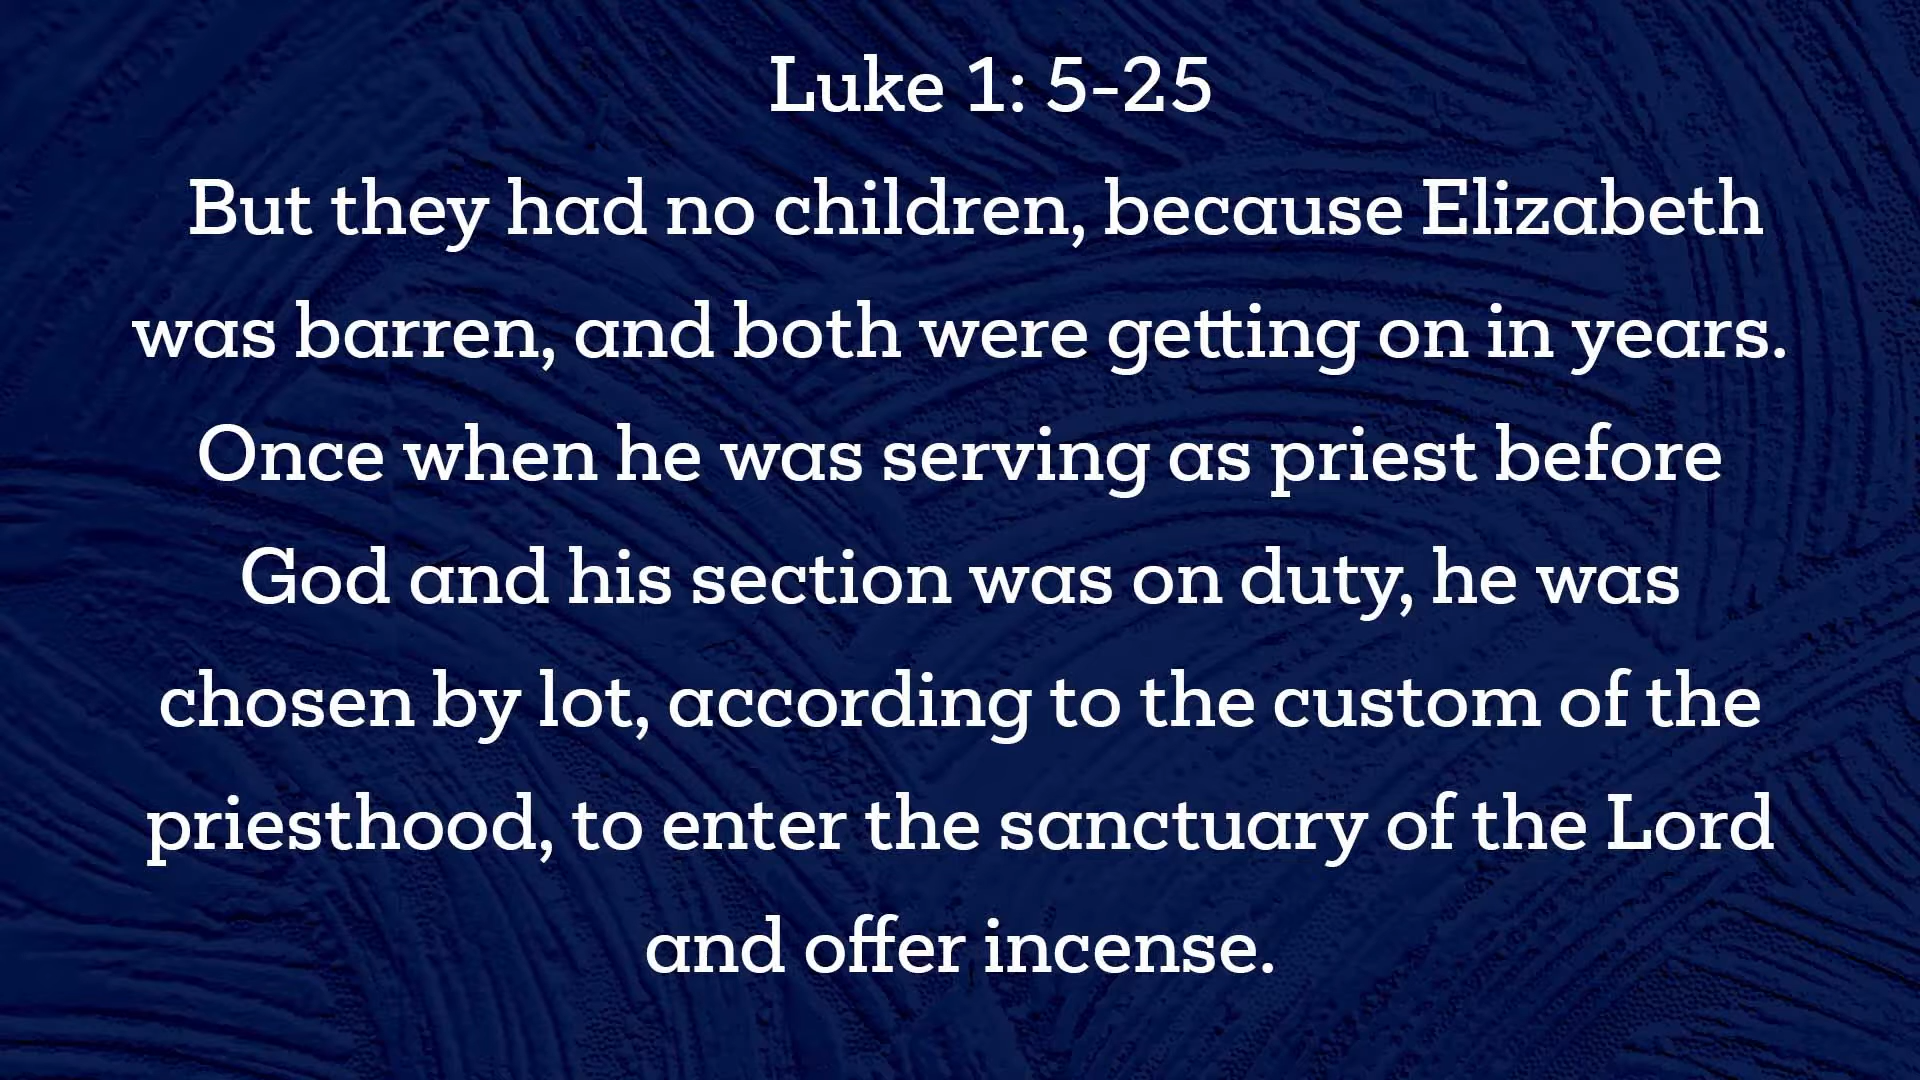 Luke 1: 5-25
But they had no children, because Elizabeth
was barren, and both were getting on in years.
Once when he was serving as priest before
God and his section was on duty, he was
chosen by lot, according to the custom of the
priesthood, to enter the sanctuary of the Lord
and offer incense.